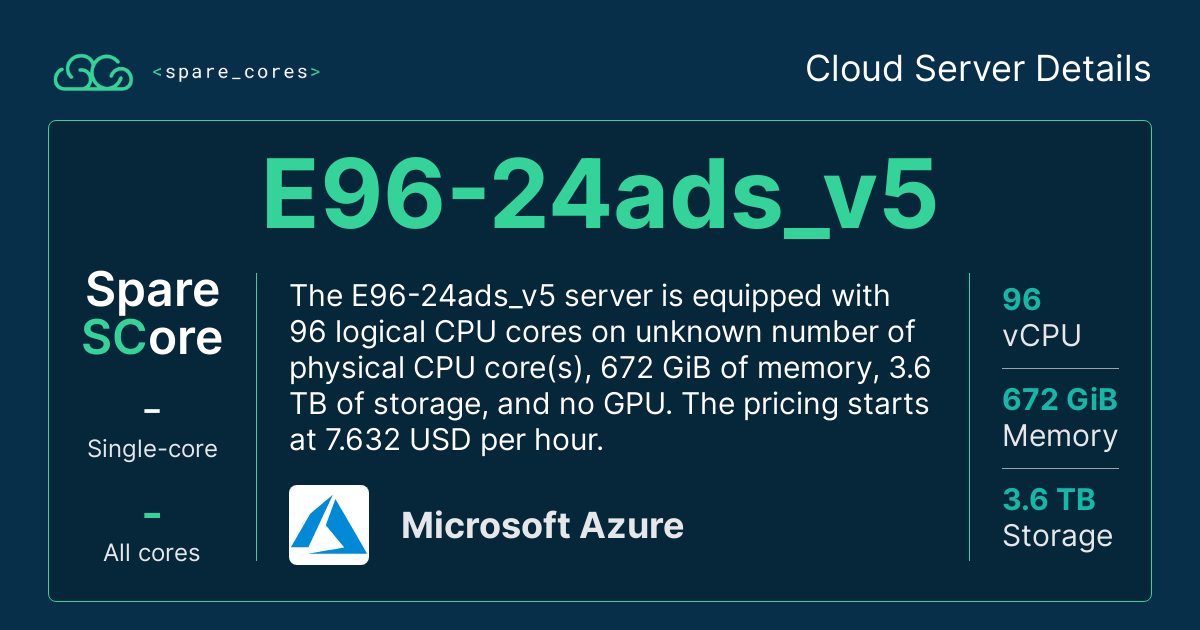 <spare_cores>
Cloud Server Details
E96-24ads_v5
Spare
SCore
-
Single-core
-
All cores
The E96-24ads_v5 server is equipped with
96 logical CPU cores on unknown number of
physical CPU core(s), 672 GiB of memory, 3.6
TB of storage, and no GPU. The pricing starts
at 7.632 USD per hour.
Microsoft Azure
96
vCPU
672 GiB
Memory
3.6 TB
Storage